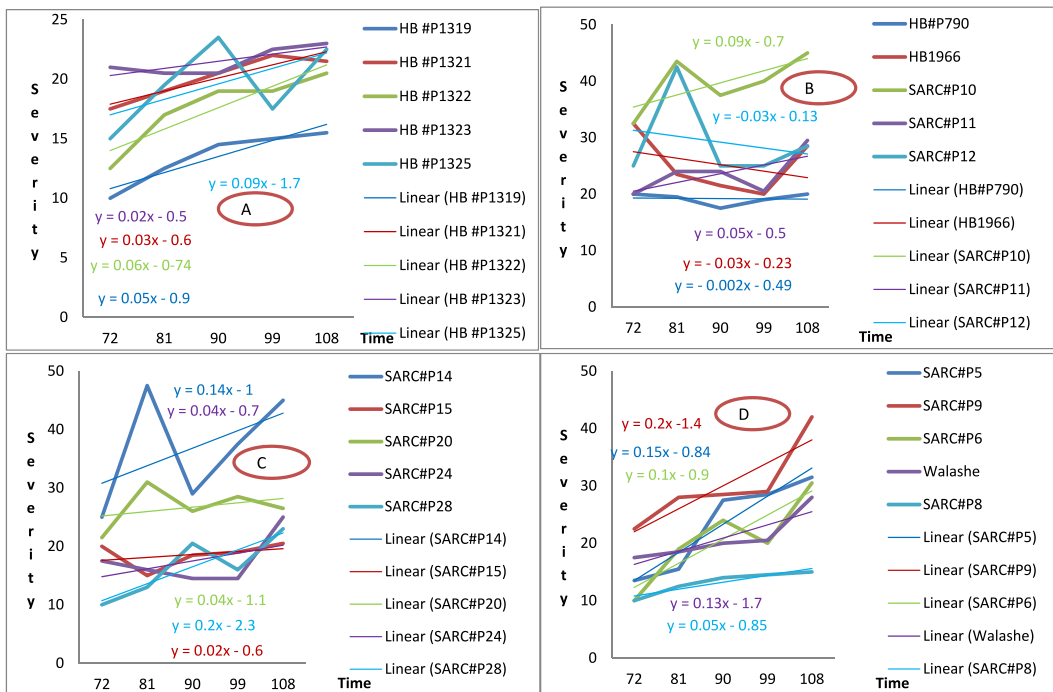 Severity
25
20
15
10
5
0
72 81 90 99 108
Time
A
0.09x - 1.7
y = 0.02x - 0.5
y = 0.03x - 0.6
y = 0.06x - 0-74
y = 0.05x - 0.9
HB #P1319
HB #P1321
HB #P1322
HB #P1323
HB #P1325
Linear (HB #P1319)
Linear (HB #P1321)
Linear (HB #P1322)
Linear (HB #P1323)
Linear (HB #P1325)
Severity
50
40
30
20
10
0
72 81 90 99 108
Time
y = 0.09x - 0.7
B
y = -0.03x - 0.13
y = 0.05x - 0.5
y = - 0.03x - 0.23
y = - 0.002x - 0.49
HB#P790
HB1966
SARC#P10
SARC#P11
SARC#P12
Linear (HB#P790)
Linear (HB1966)
Linear (SARC#P10)
Linear (SARC#P11)
Linear (SARC#P12)
Severity
50
40
30
20
10
0
72 81 90 99 108
y = 0.14x - 1
y = 0.04x - 0.7
C
y = 0.04x - 1.1
y = 0.2x - 2.3
y = 0.02x - 0.6
SARC#P14
SARC#P15
SARC#P20
SARC#P24
SARC#P28
Linear (SARC#P14)
Linear (SARC#P15)
Linear (SARC#P20)
Linear (SARC#P24)
Linear (SARC#P28)
Severity
50
40
30
20
10
0
72 81 90 99 108
Time
D
y = 0.2x -1.4
y = 0.15x - 0.84
y = 0.1x - 0.9
y = 0.13x - 1.7
y = 0.05x - 0.85
SARC#P5
SARC#P9
SARC#P6
Walashe
SARC#P8
Linear (SARC#P5)
Linear (SARC#P9)
Linear (SARC#P6)
Linear (Walashe)
Linear (SARC#P8)